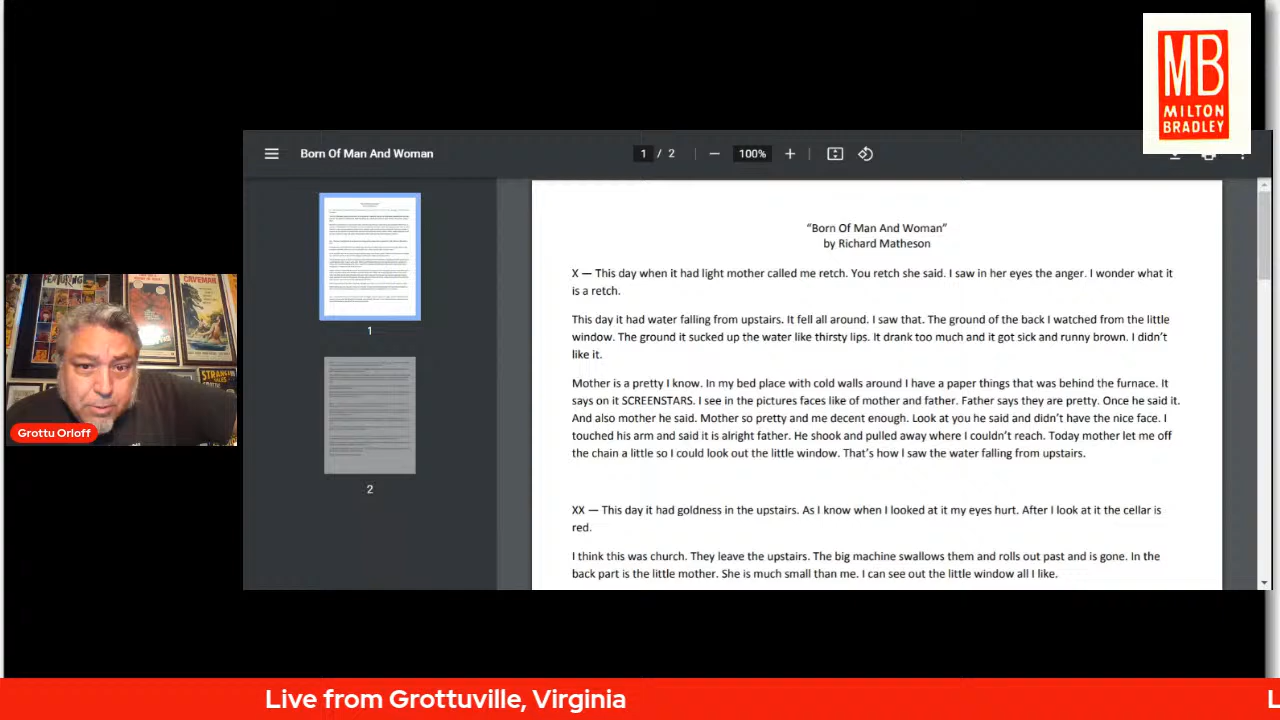 MB
MILTON
BRADLEY
Born Of Man And Woman
1 / 2
100%
“Born Of Man And Woman”
by Richard Matheson
X — This day when it had light mother called me retch. You retch she said. I saw in her eyes the anger. I wonder what it
is a retch.
This day it had water falling from upstairs. It fell all around. I saw that. The ground of the back I watched from the little
window. The ground it sucked up the water like thirsty lips. It drank too much and it got sick and runny brown. I didn’t
like it.
Mother is a pretty I know. In my bed place with cold walls around I have a paper things that was behind the furnace. It
says on it SCREENSTARS. I see in the pictures faces like of mother and father. Father says they are pretty. Once he said it.
And also mother he said. Mother so pretty and me decent enough. Look at you he said and didn’t have the nice face. I
touched his arm and said it is alright father. He shook and pulled away where I couldn’t reach. Today mother let me off
the chain a little so I could look out the little window. That’s how I saw the water falling from upstairs.
XX — This day it had goldness in the upstairs. As I know when I looked at it my eyes hurt. After I look at it the cellar is
red.
I think this was church. They leave the upstairs. The big machine swallows them and rolls out past and is gone. In the
back part is the little mother. She is much small than me. I can see out the little window all I like.
1
2
FEATURING
CAVEMAN
STRANGE
TALES
Grottu Orloff
Live from Grottuville, Virginia
L